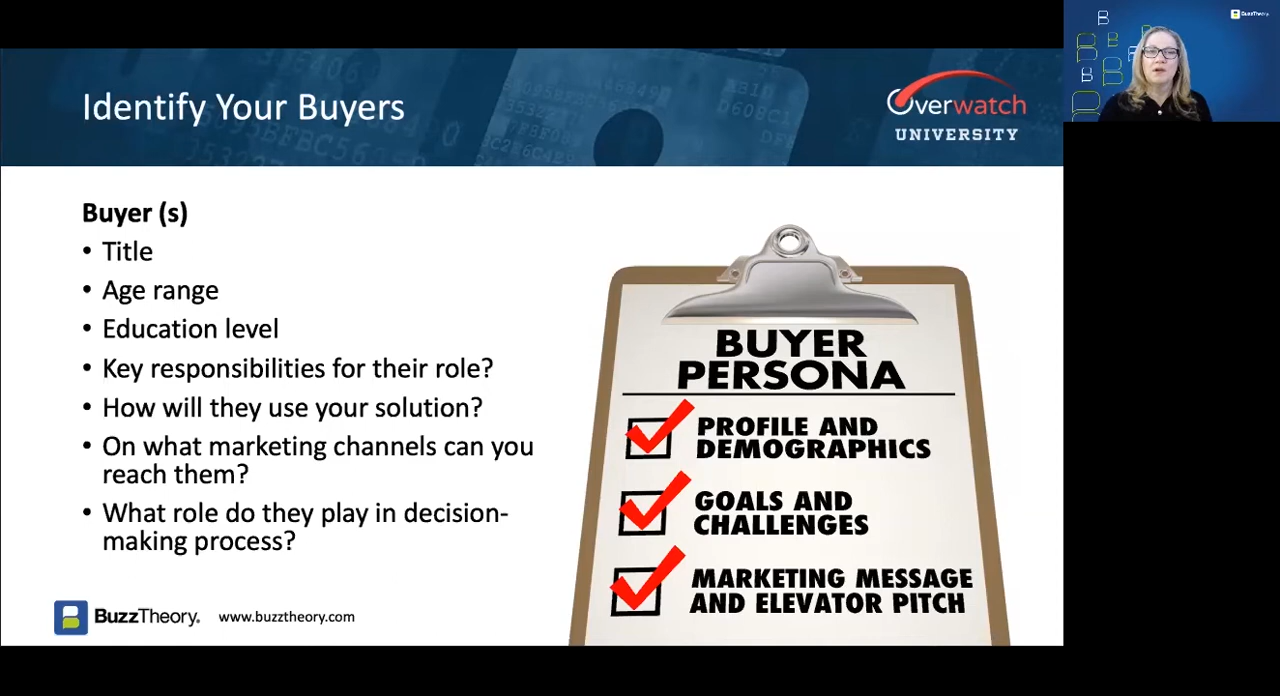 Identify Your Buyers
Overwatch
UNIVERSITY
Buyer (s)
• Title
• Age range
• Education level
• Key responsibilities for their role?
• How will they use your solution?
• On what marketing channels can you
reach them?
• What role do they play in decision-
making process?
BUYER
PERSONA
PROFILE AND
DEMOGRAPHICS
GOALS AND
CHALLENGES
MARKETING MESSAGE
AND ELEVATOR PITCH
BuzzTheory® www.buzztheory.com
BuzzTheory